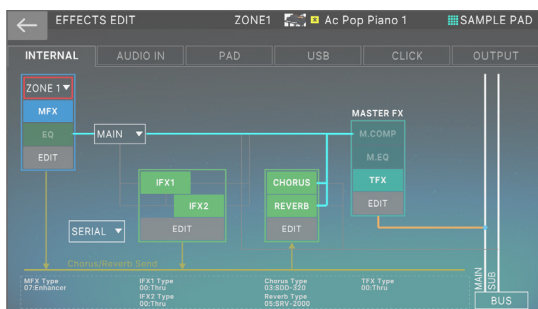 EFFECTS EDIT ZONE1 Ac Pop Piano 1 SAMPLE PAD
INTERNAL AUDIO IN PAD USB CLICK OUTPUT
ZONE 1▼
MFX
EQ
EDIT
MAIN ▼
MASTER FX
M.COMP
M.EQ
TFX
EDIT
IFX1
IFX2
EDIT
CHORUS
REVERB
EDIT
SERIAL ▼
Chorus/Reverb Send
MFX Type
07:Enhancer
IFX1 Type
00:Thru
IFX2 Type
00:Thru
Chorus Type
03:SDD-320
Reverb Type
05:SRV-2000
TFX Type
00:Thru
MAIN
SUB
BUS